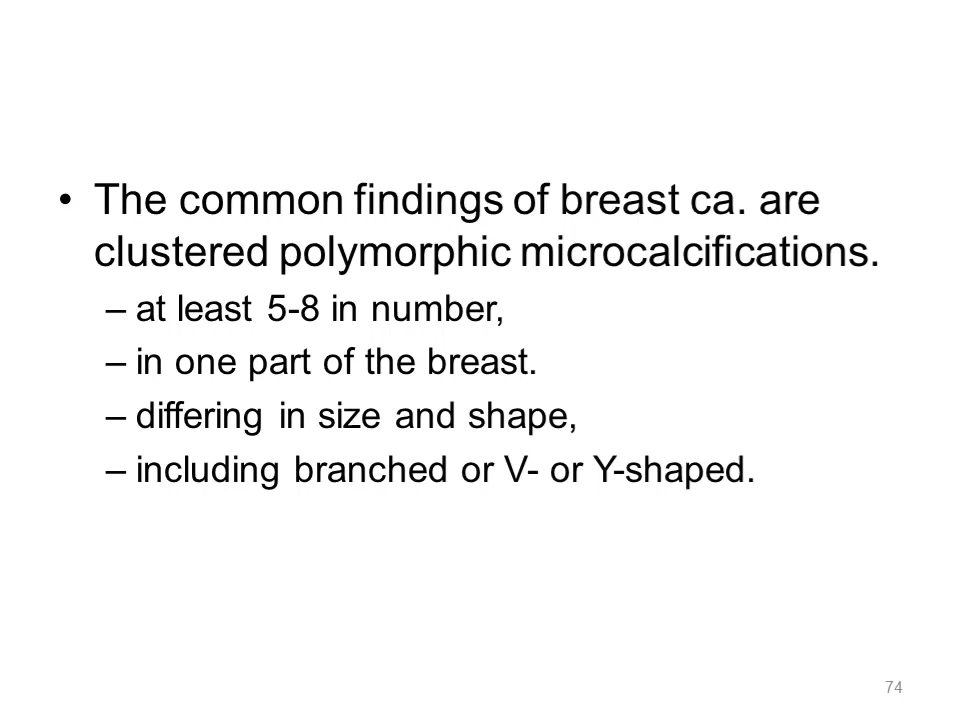 • The common findings of breast ca. are
clustered polymorphic microcalcifications.
– at least 5-8 in number,
– in one part of the breast.
– differing in size and shape,
– including branched or V- or Y-shaped.
74